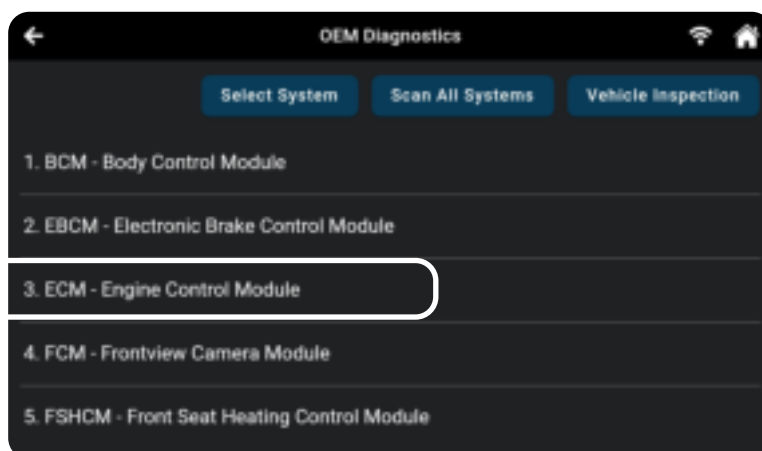 OEM Diagnostics
Select System Scan All Systems Vehicle Inspection
1. BCM - Body Control Module
2. EBCM - Electronic Brake Control Module
3. ECM - Engine Control Module
4. FCM - Frontview Camera Module
5. FSHCM - Front Seat Heating Control Module